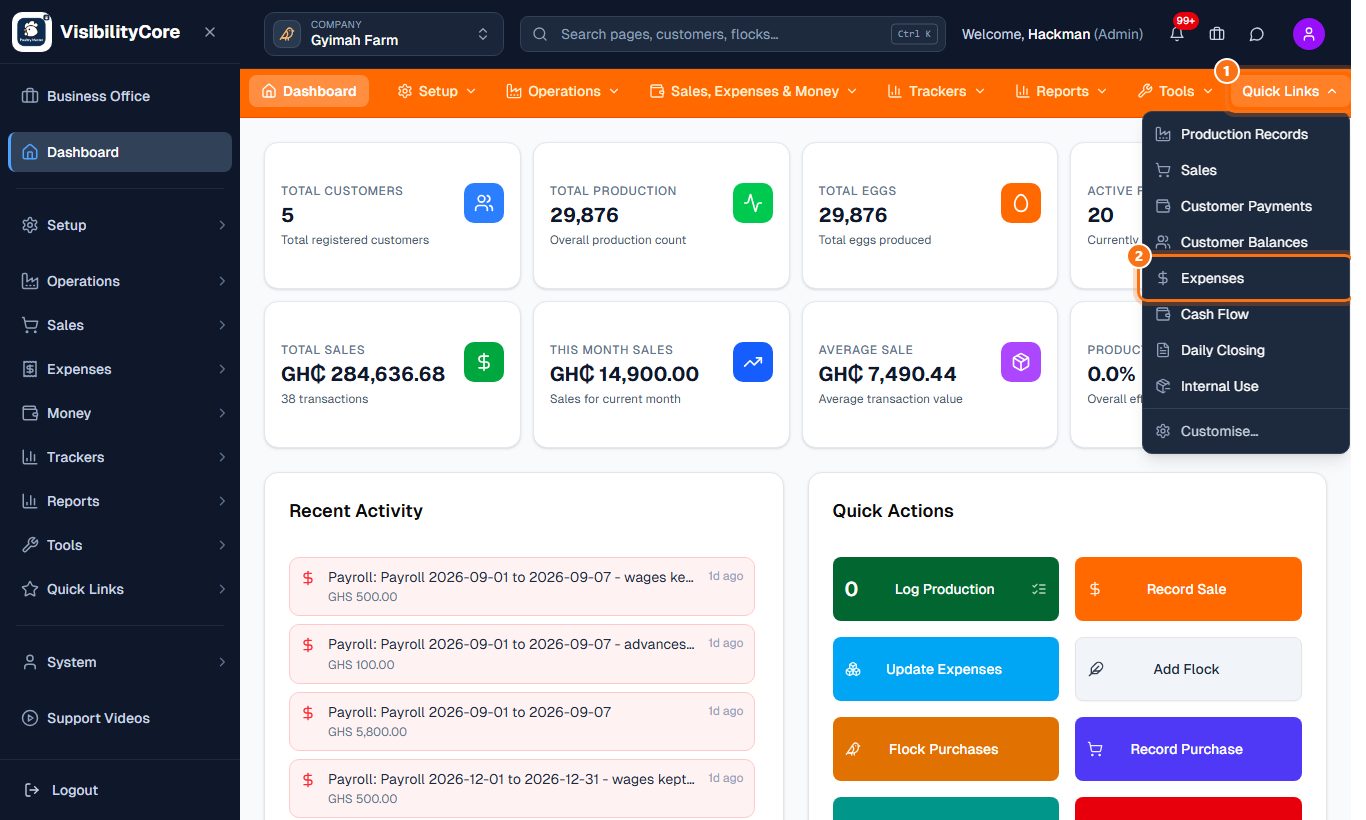 VisibilityCore
COMPANY
Gyimah Farm
Search pages, customers, flocks...
Ctrl K
Welcome, Hackman (Admin)
99+
Business Office
Dashboard
Setup
Operations
Sales
Expenses
Money
Trackers
Reports
Tools
Quick Links
System
Support Videos
Logout
Dashboard
Setup
Operations
Sales, Expenses & Money
Trackers
Reports
Tools
1
Quick Links
Production Records
Sales
Customer Payments
Customer Balances
2
Expenses
Cash Flow
Daily Closing
Internal Use
Customise...
TOTAL CUSTOMERS
5
Total registered customers
TOTAL PRODUCTION
29,876
Overall production count
TOTAL EGGS
29,876
Total eggs produced
ACTIVE F
20
Currently
TOTAL SALES
GH₵ 284,636.68
38 transactions
THIS MONTH SALES
GH₵ 14,900.00
Sales for current month
AVERAGE SALE
GH₵ 7,490.44
Average transaction value
PRODUC
0.0%
Overall eff
Recent Activity
Payroll: Payroll 2026-09-01 to 2026-09-07 - wages ke...
1d ago
GHS 500.00
Payroll: Payroll 2026-09-01 to 2026-09-07 - advances...
1d ago
GHS 100.00
Payroll: Payroll 2026-09-01 to 2026-09-07
1d ago
GHS 5,800.00
Payroll: Payroll 2026-12-01 to 2026-12-31 - wages kept...
1d ago
GHS 500.00
Quick Actions
Log Production
Record Sale
Update Expenses
Add Flock
Flock Purchases
Record Purchase